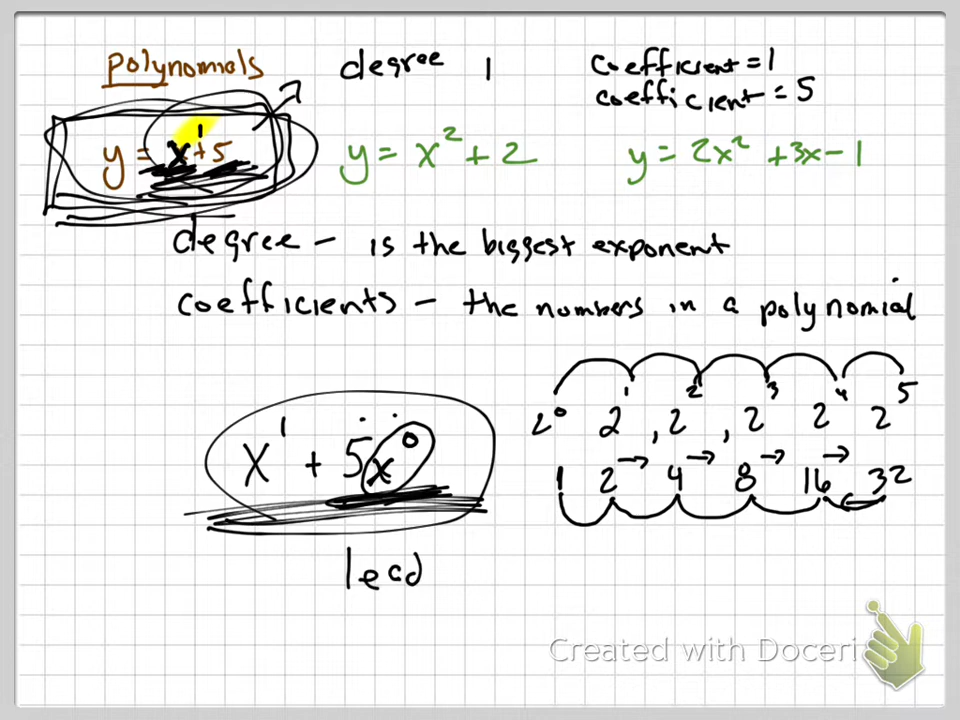 polynomials degree 1 coefficient = 1
coefficient = 5
y = x¹ + 5 y = x² + 2 y = 2x² + 3x - 1
degree - is the biggest exponent
coefficients - the numbers in a polynomial
2⁰ 2¹, 2², 2³ 2⁴ 2⁵
x¹ + 5x⁰
1 2 → 4 → 8 → 16 → 32
lead
Created with Doceri